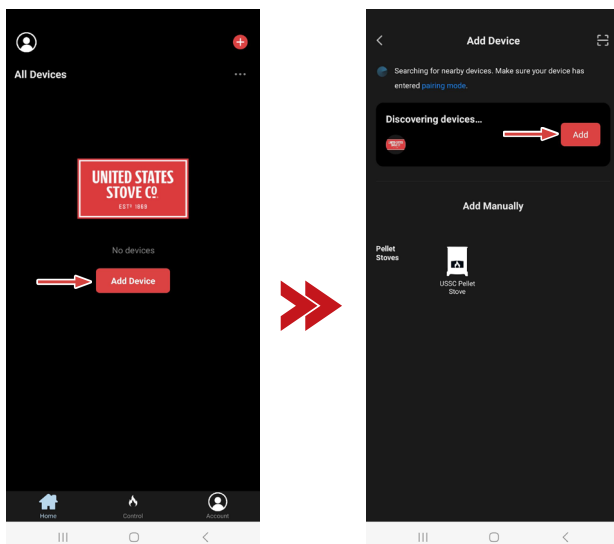 All Devices
UNITED STATES
STOVE CO.
EST? 1869
No devices
Add Device
Home
Control
Account
Add Device
Searching for nearby devices. Make sure your device has
entered pairing mode.
Discovering devices...
Add
Add Manually
Pellet
Stoves
USSC Pellet
Stove